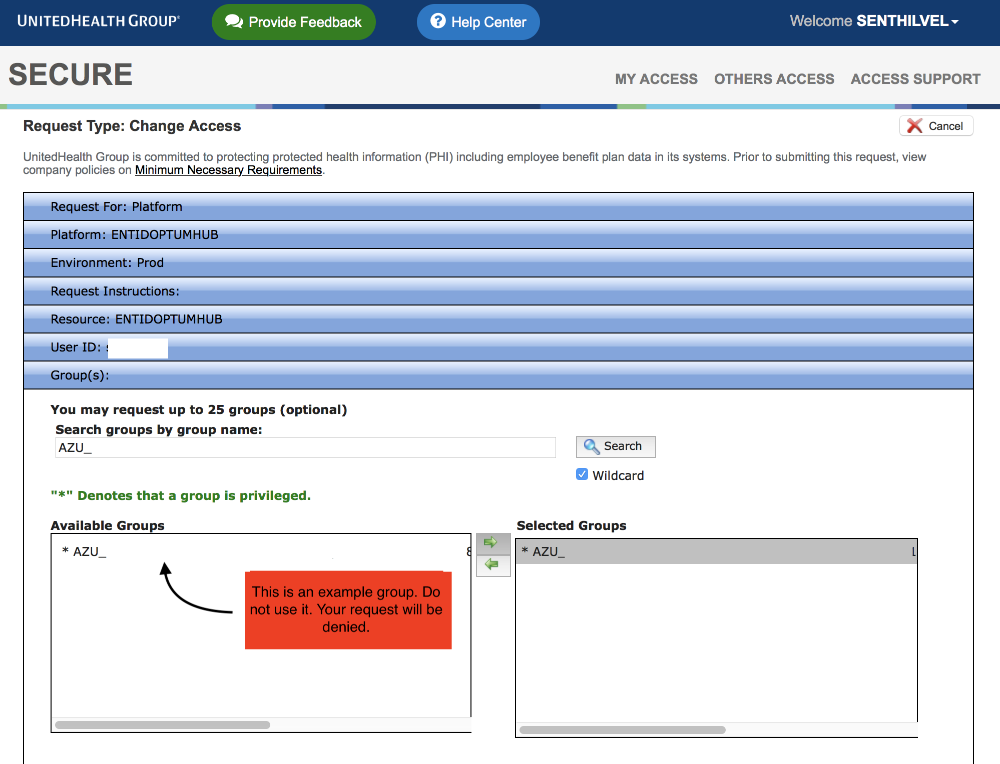 UNITEDHEALTH GROUP®
Provide Feedback
Help Center
Welcome SENTHILVEL
SECURE
MY ACCESS
OTHERS ACCESS
ACCESS SUPPORT
Request Type: Change Access
Cancel
UnitedHealth Group is committed to protecting protected health information (PHI) including employee benefit plan data in its systems. Prior to submitting this request, view
company policies on Minimum Necessary Requirements.
Request For: Platform
Platform: ENTIDOPTUMHUB
Environment: Prod
Request Instructions:
Resource: ENTIDOPTUMHUB
User ID:
Group(s):
You may request up to 25 groups (optional)
Search groups by group name:
AZU_
Search
Wildcard
"*" Denotes that a group is privileged.
Available Groups
Selected Groups
* AZU_
* AZU_
This is an example group. Do
not use it. Your request will be
denied.